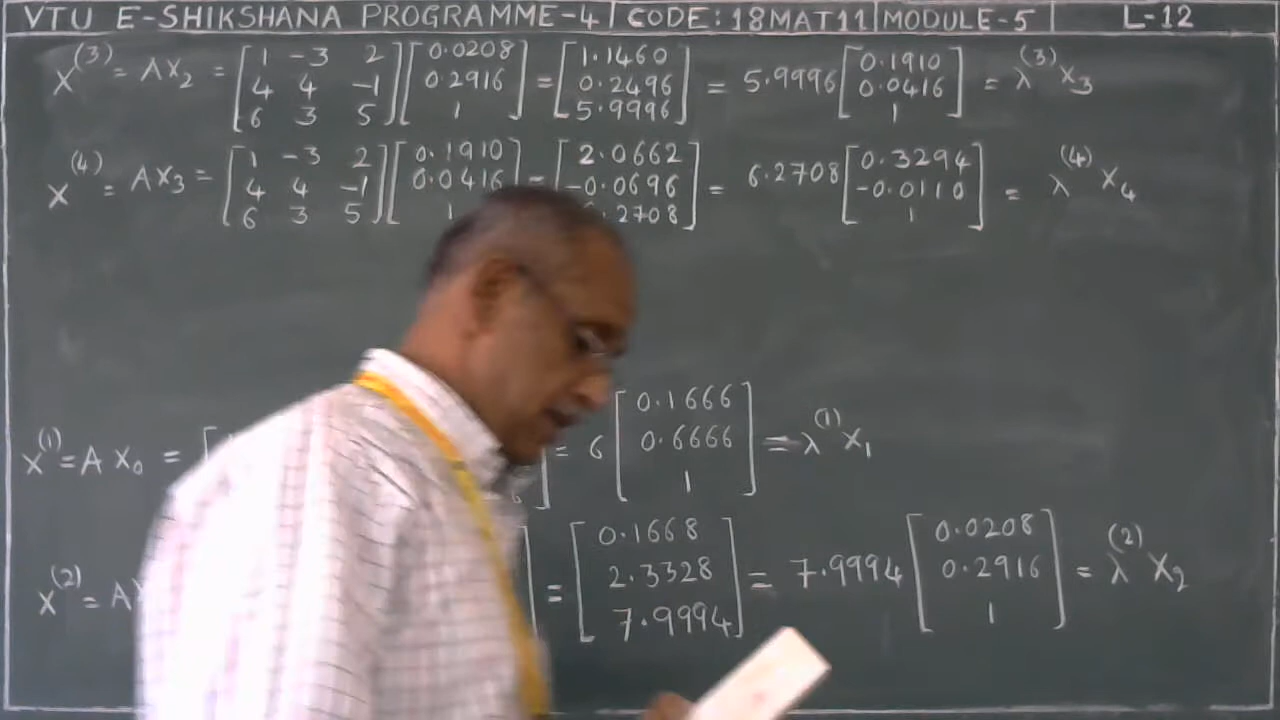 VTU E-SHIKSHANA PROGRAMME-4 | CODE: 18MAT11 | MODULE-5 | L-12
X^(3) = AX₂ = [1 -3 2; 4 4 -1; 6 3 5] [0.0208; 0.2916; 1] = [1.1460; 0.2496; 5.9996] = 5.9996 [0.1910; 0.0416; 1] = λ^(3) X₃
X^(4) = AX₃ = [1 -3 2; 4 4 -1; 6 3 5] [0.1910; 0.0416; 1] = [2.0662; -0.0696; .2708] = 6.2708 [0.3294; -0.0110; 1] = λ^(4) X₄
X^(1) = A X₀ = [ = 6 [0.1666; 0.6666; 1] = λ^(1) X₁
X^(2) = A = [0.1668; 2.3328; 7.9994] = 7.9994 [0.0208; 0.2916; 1] = λ^(2) X₂